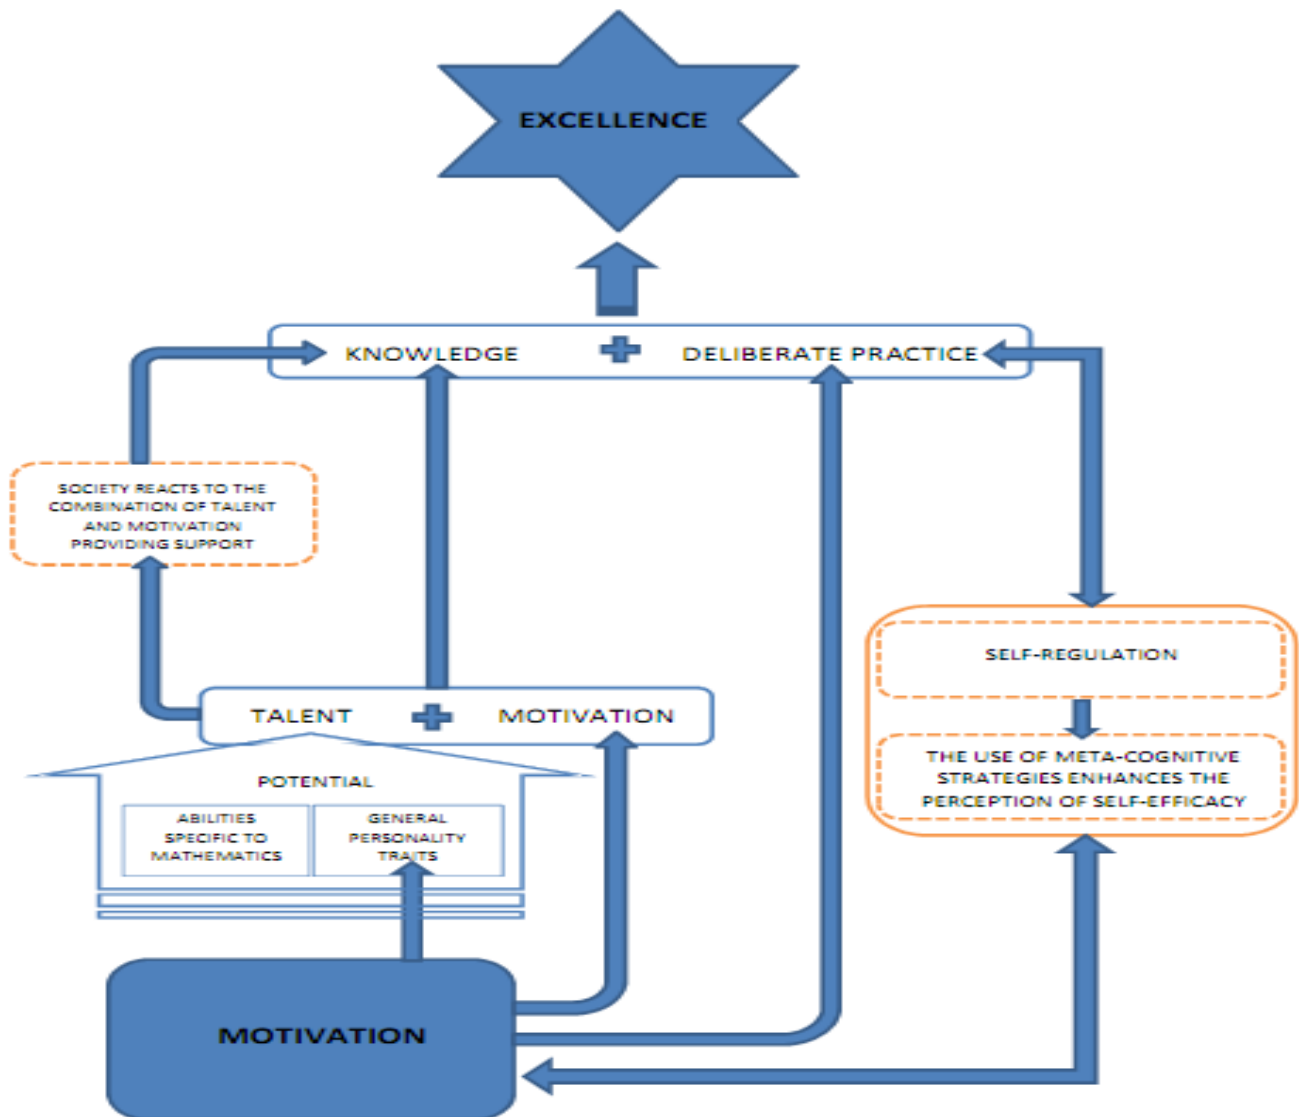 EXCELLENCE
KNOWLEDGE
DELIBERATE PRACTICE
SOCIETY REACTS TO THE
COMBINATION OF TALENT
AND MOTIVATION
PROVIDING SUPPORT
SELF-REGULATION
THE USE OF META-COGNITIVE
STRATEGIES ENHANCES THE
PERCEPTION OF SELF-EFFICACY
TALENT
MOTIVATION
POTENTIAL
ABILITIES
SPECIFIC TO
MATHEMATICS
GENERAL
PERSONALITY
TRAITS
MOTIVATION